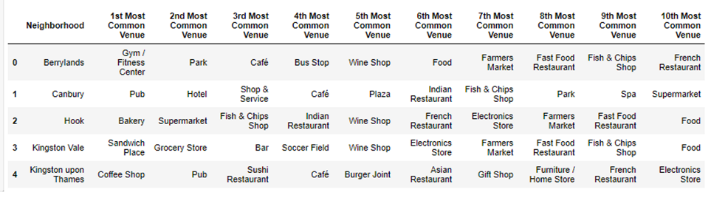 Neighborhood 1st Most Common Venue 2nd Most Common Venue 3rd Most Common Venue 4th Most Common Venue 5th Most Common Venue 6th Most Common Venue 7th Most Common Venue 8th Most Common Venue 9th Most Common Venue 10th Most Common Venue
0 Berrylands Gym / Fitness Center Park Café Bus Stop Wine Shop Food Farmers Market Fast Food Restaurant Fish & Chips Shop French Restaurant
1 Canbury Pub Hotel Shop & Service Café Plaza Indian Restaurant Fish & Chips Shop Park Spa Supermarket
2 Hook Bakery Supermarket Fish & Chips Shop Indian Restaurant Wine Shop French Restaurant Electronics Store Farmers Market Fast Food Restaurant Food
3 Kingston Vale Sandwich Place Grocery Store Bar Soccer Field Wine Shop Electronics Store Farmers Market Fast Food Restaurant Fish & Chips Shop Food
4 Kingston upon Thames Coffee Shop Pub Sushi Restaurant Café Burger Joint Asian Restaurant Gift Shop Furniture / Home Store French Restaurant Electronics Store